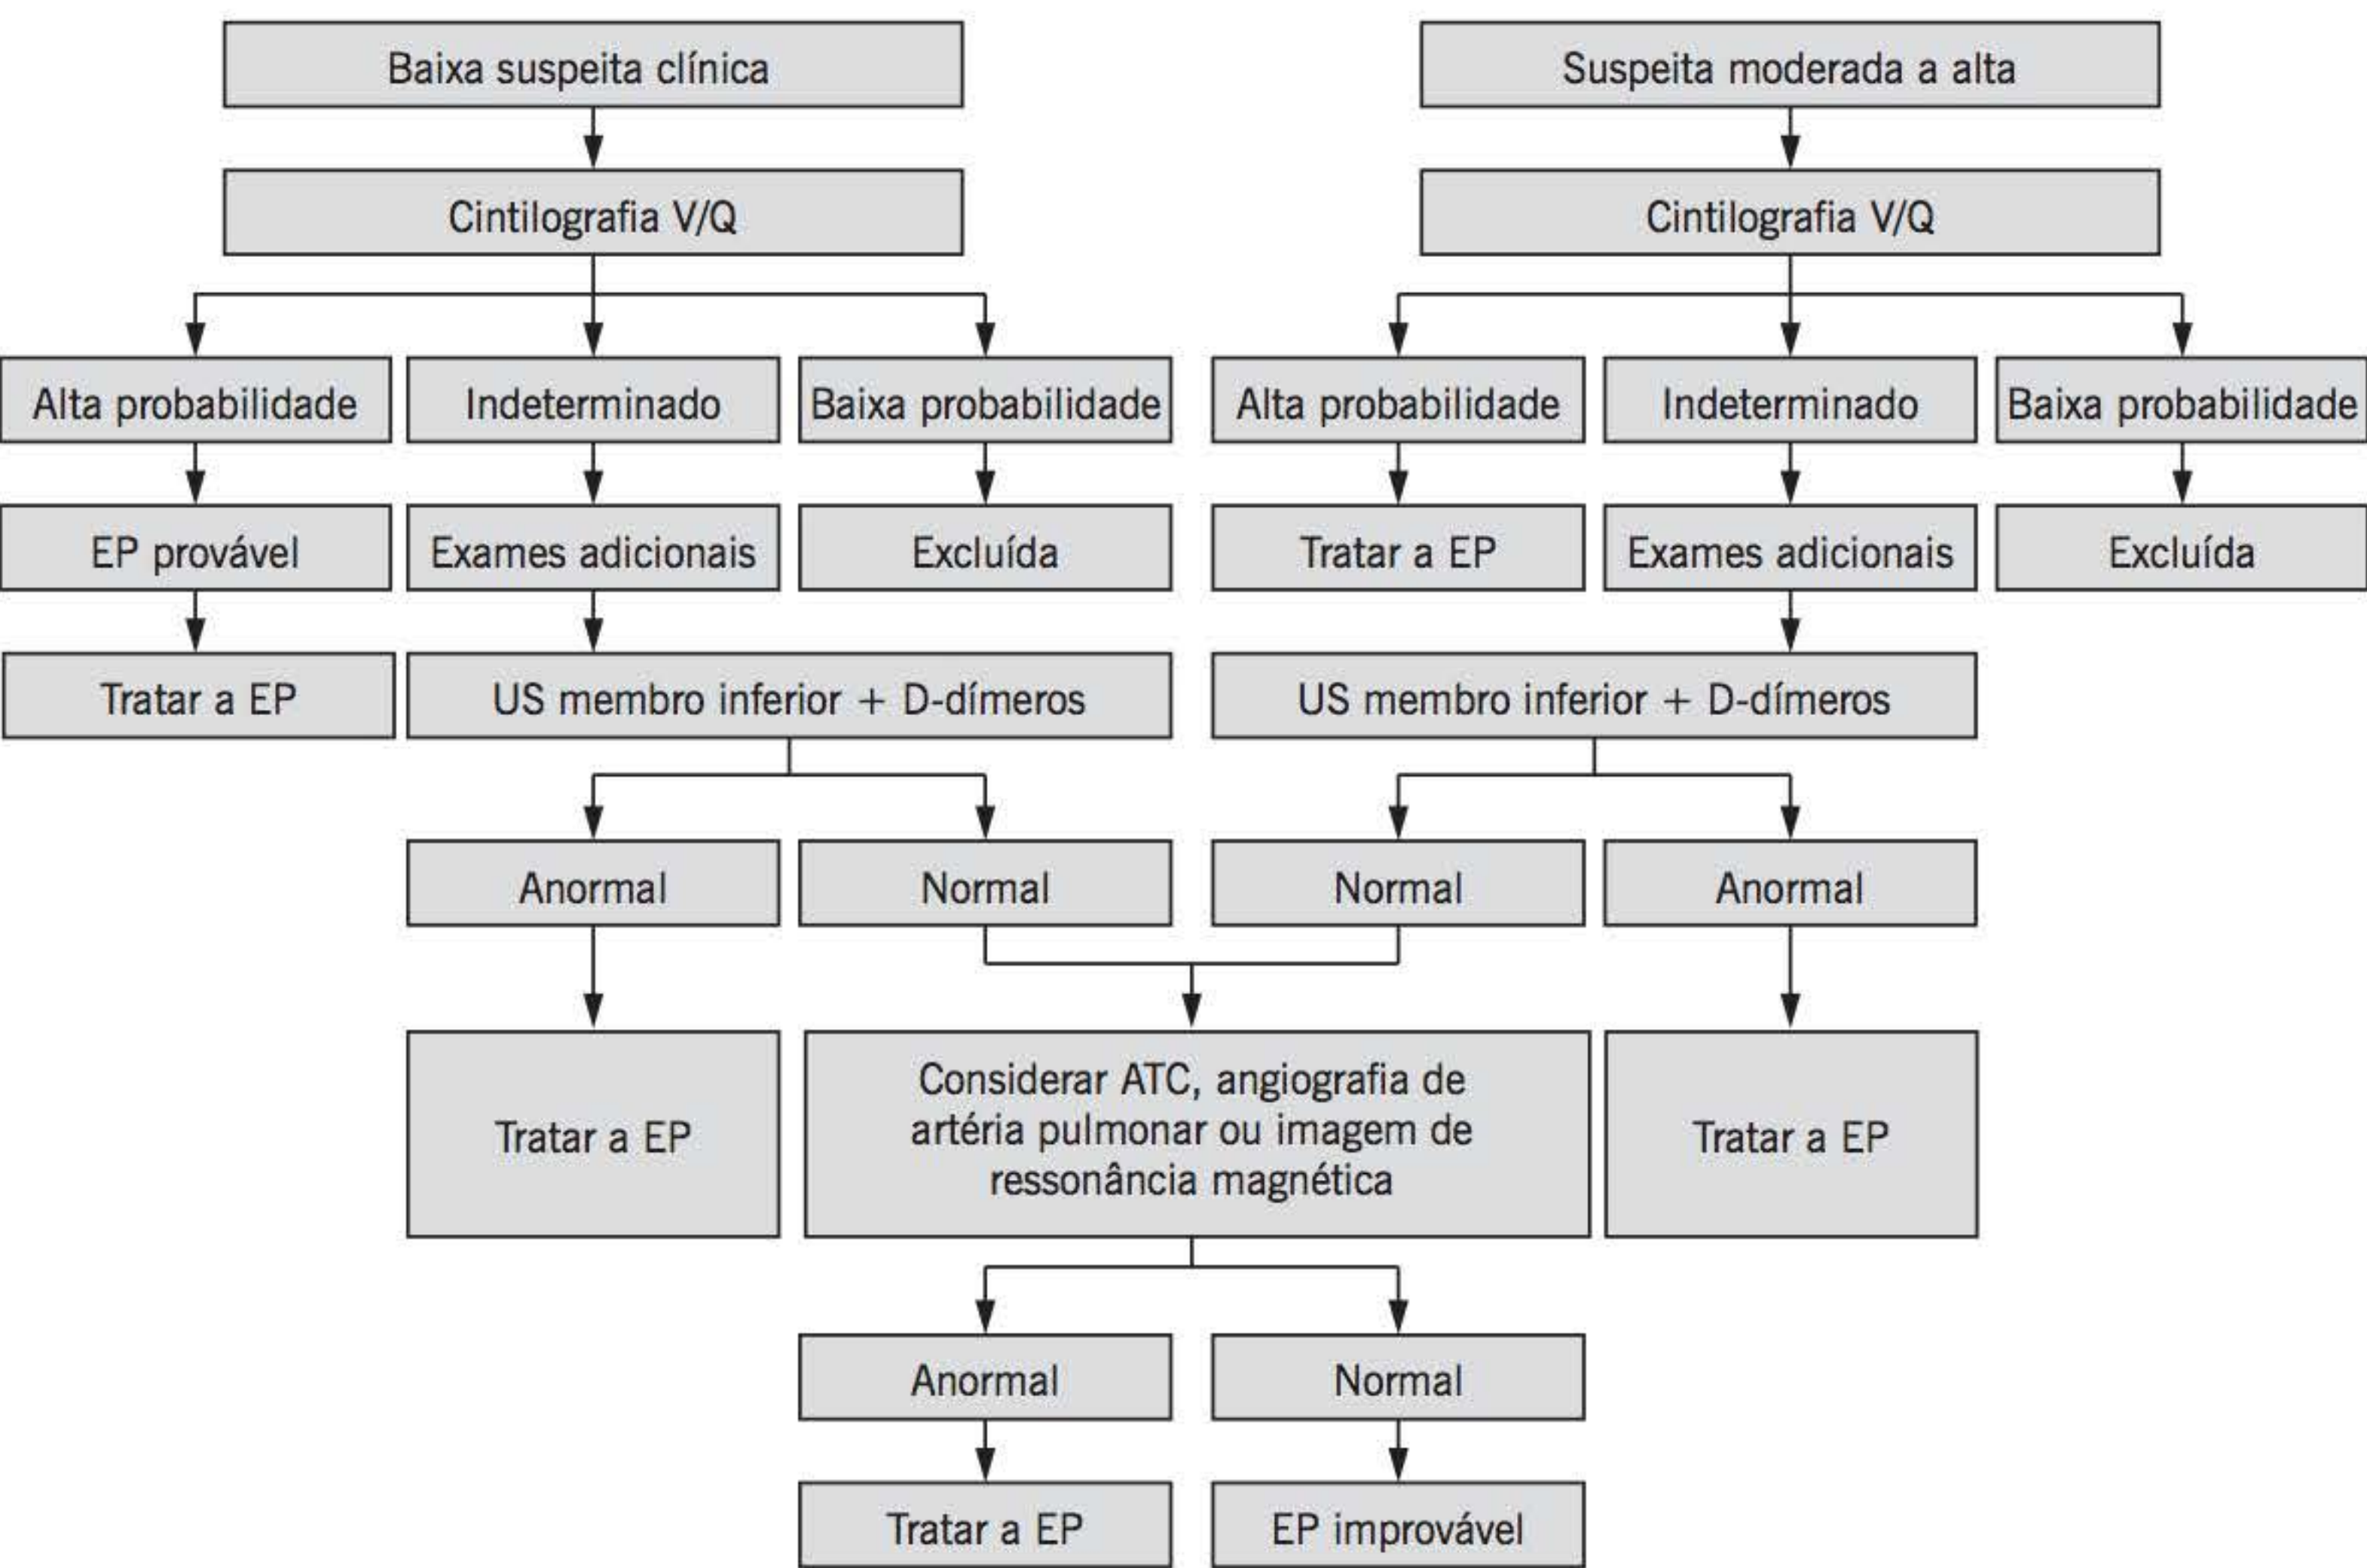 Baixa suspeita clínica
Suspeita moderada a alta
Cintilografia V/Q
Cintilografia V/Q
Alta probabilidade
Indeterminado
Baixa probabilidade
Alta probabilidade
Indeterminado
Baixa probabilidade
EP provável
Exames adicionais
Excluída
Tratar a EP
Exames adicionais
Excluída
Tratar a EP
US membro inferior + D-dímeros
US membro inferior + D-dímeros
Anormal
Normal
Normal
Anormal
Tratar a EP
Considerar ATC, angiografia de
artéria pulmonar ou imagem de
ressonância magnética
Tratar a EP
Anormal
Normal
Tratar a EP
EP improvável